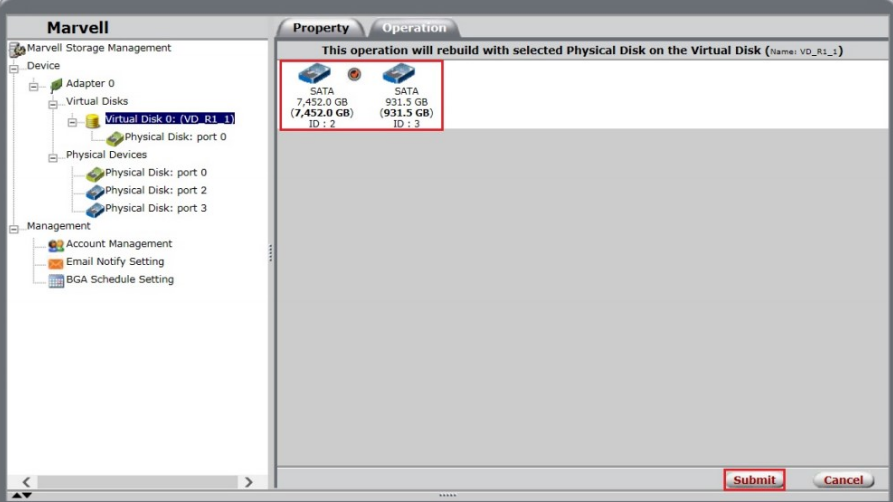 Marvell
Marvell Storage Management
Device
Adapter 0
Virtual Disks
Virtual Disk 0: (VD_R1_1)
Physical Disk: port 0
Physical Devices
Physical Disk: port 0
Physical Disk: port 2
Physical Disk: port 3
Management
Account Management
Email Notify Setting
BGA Schedule Setting
Property Operation
This operation will rebuild with selected Physical Disk on the Virtual Disk (Name: VD_R1_1)
SATA SATA
7,452.0 GB 931.5 GB
(7,452.0 GB) (931.5 GB)
ID : 2 ID : 3
Submit Cancel